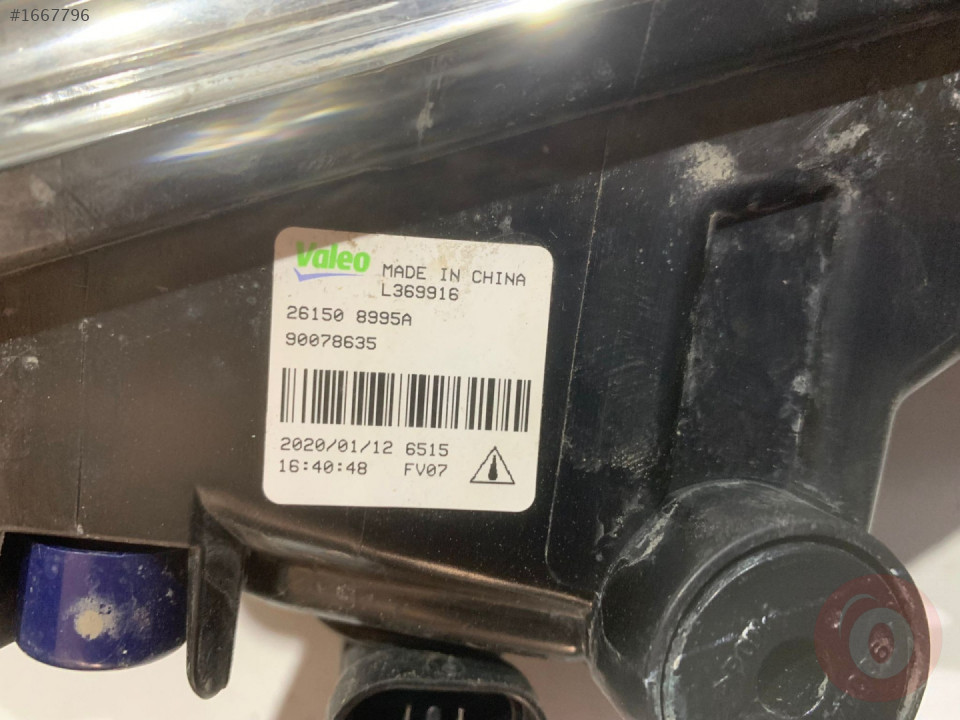 #1667796
Valeo
MADE IN CHINA
L369916
26150 8995A
90078635
2020/01/12 6515
16:40:48 FV07